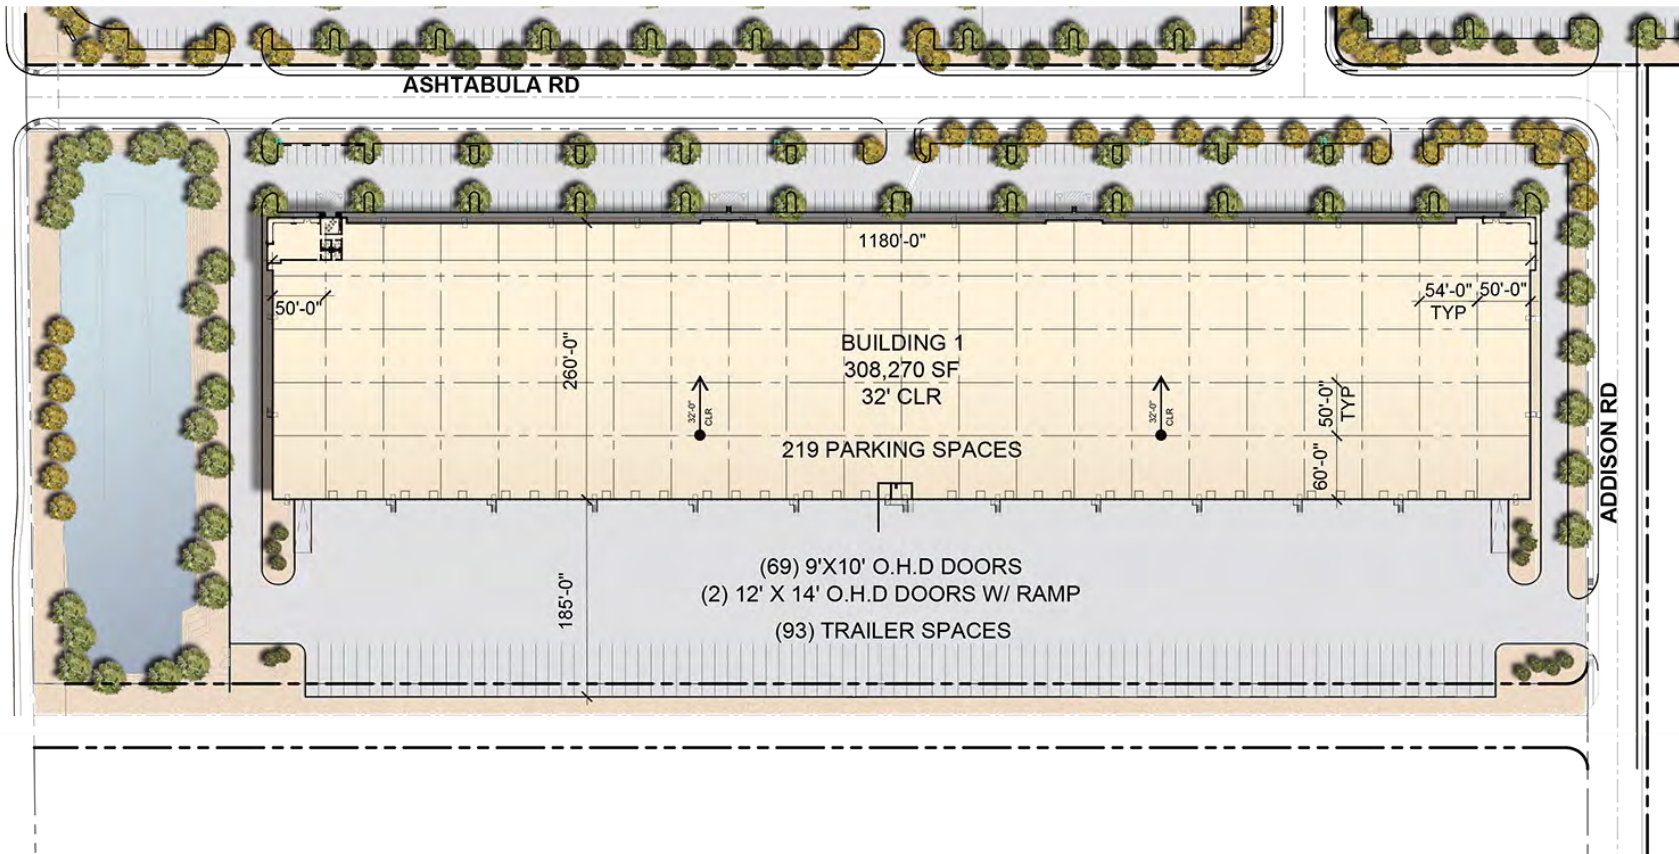 ASHTABULA RD
1180'-0"
50'-0"
54'-0"
TYP
50'-0"
260'-0"
BUILDING 1
308,270 SF
32' CLR
32'-0"
CLR
32'-0"
CLR
50'-0"
TYP
219 PARKING SPACES
60'-0"
ADDISON RD
(69) 9'X10' O.H.D DOORS
(2) 12' X 14' O.H.D DOORS W/ RAMP
185'-0"
(93) TRAILER SPACES